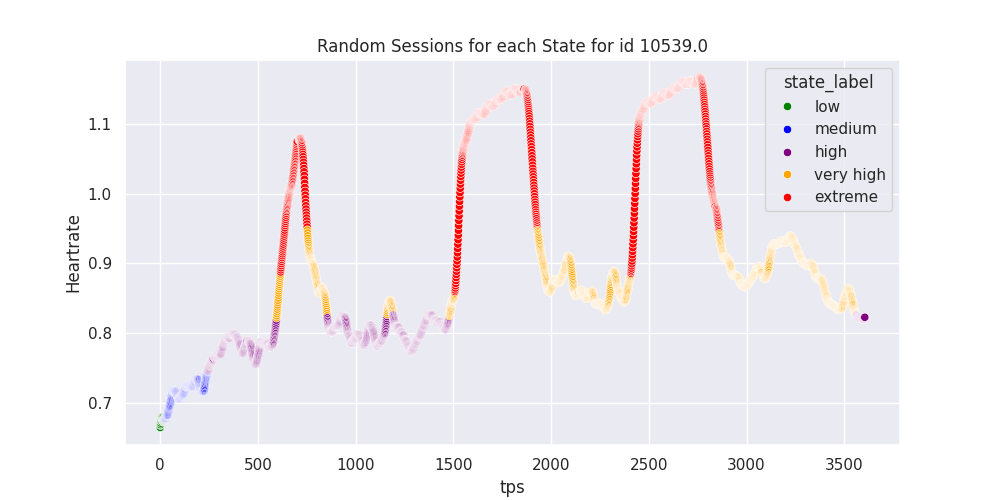 Random Sessions for each State for id 10539.0
Heartrate
1.1
1.0
0.9
0.8
0.7
0
500
1000
1500
2000
2500
3000
3500
tps
state_label
low
medium
high
very high
extreme